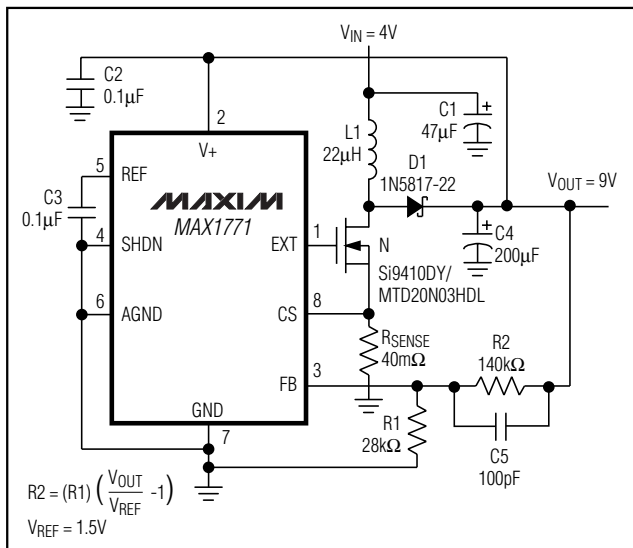 V_IN = 4V
C2
0.1µF
2
V+
C1
47µF
L1
22µH
D1
1N5817-22
V_OUT = 9V
5
REF
C3
0.1µF
MAXIM
MAX1771
4
SHDN
1
EXT
N
Si9410DY/
MTD20N03HDL
C4
200µF
6
AGND
8
CS
R_SENSE
40mΩ
3
FB
R2
140kΩ
GND
7
R1
28kΩ
C5
100pF
R2 = (R1) ( V_OUT / V_REF -1 )
V_REF = 1.5V